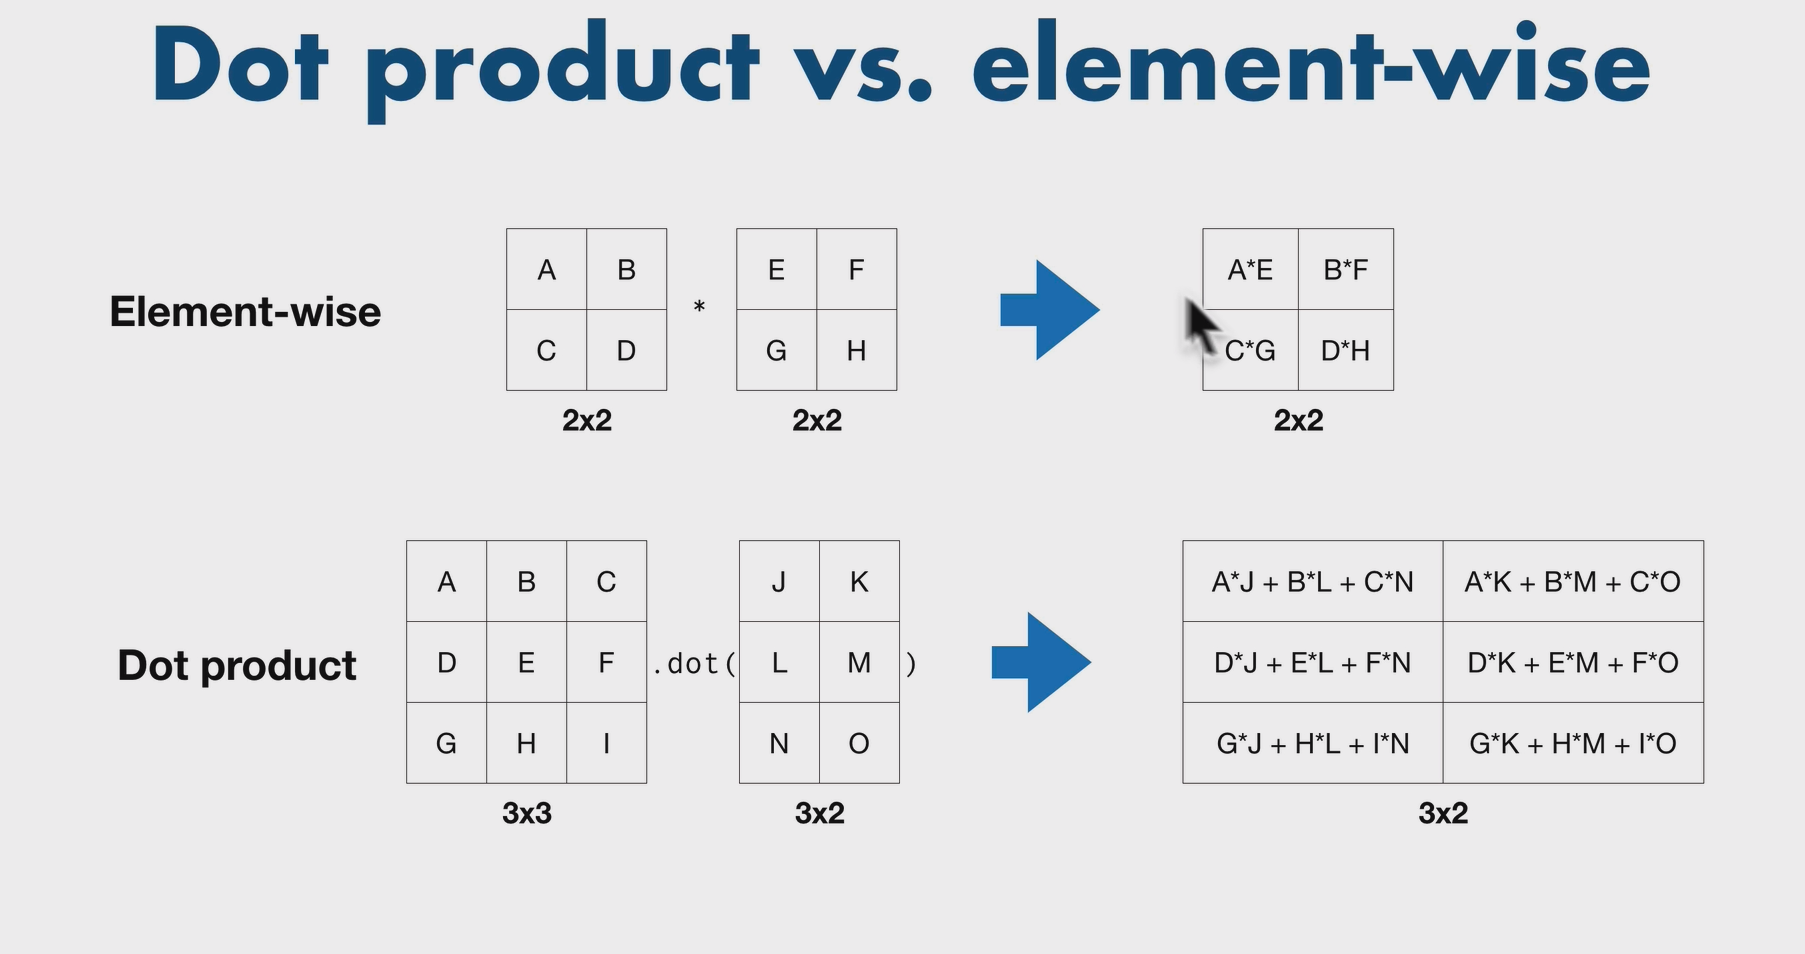 Dot product vs. element-wise
Element-wise
A B * E F A*E B*F
C D G H C*G D*H
2x2 2x2 2x2
Dot product
A B C J K A*J + B*L + C*N A*K + B*M + C*O
D E F .dot( L M ) D*J + E*L + F*N D*K + E*M + F*O
G H I N O G*J + H*L + I*N G*K + H*M + I*O
3x3 3x2 3x2